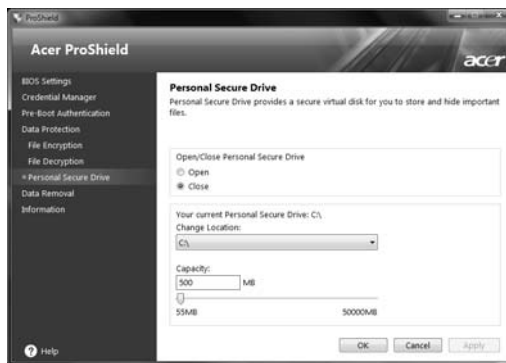 ProShield
Acer ProShield
acer
BIOS Settings
Credential Manager
Pre-Boot Authentication
Data Protection
File Encryption
File Decryption
Personal Secure Drive
Data Removal
Information
Help
Personal Secure Drive
Personal Secure Drive provides a secure virtual disk for you to store and hide important
files.
Open/Close Personal Secure Drive
Open
Close
Your current Personal Secure Drive: C:\
Change Location:
C:\
Capacity:
500 MB
55MB 50000MB
OK Cancel Apply